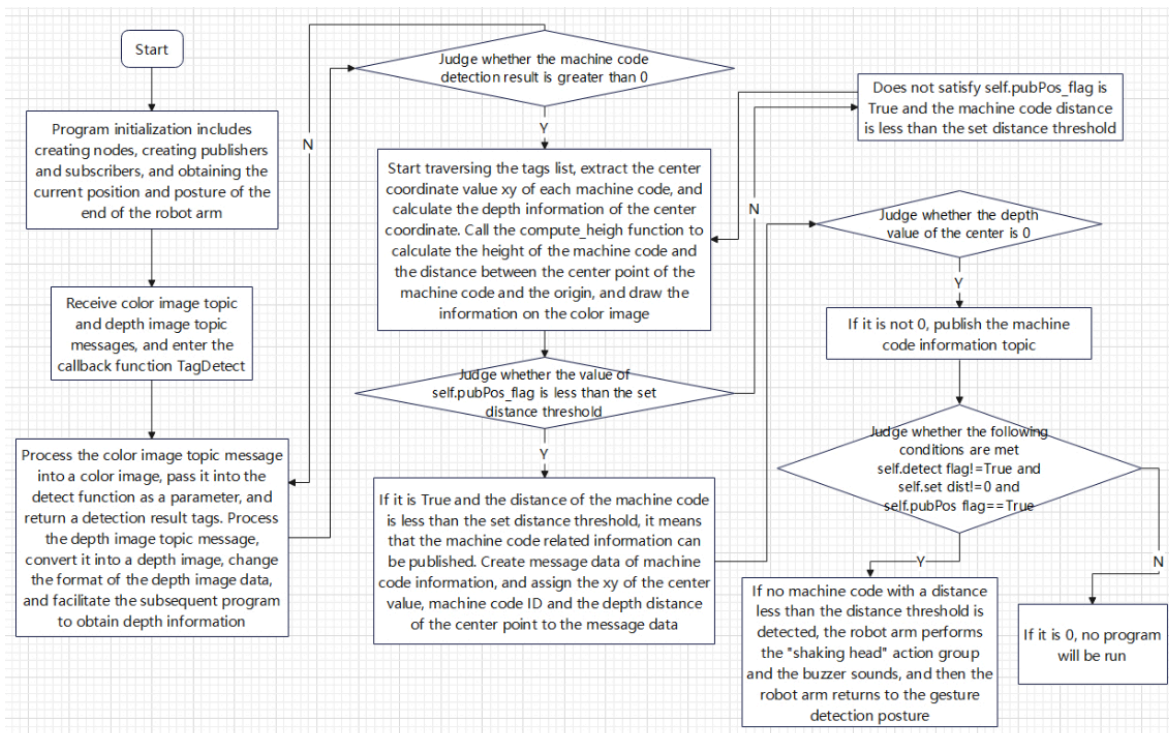 Start
Program initialization includes
creating nodes, creating publishers
and subscribers, and obtaining the
current position and posture of the
end of the robot arm
Receive color image topic
and depth image topic
messages, and enter the
callback function TagDetect
Process the color image topic message
into a color image, pass it into the
detect function as a parameter, and
return a detection result tags. Process
the depth image topic message,
convert it into a depth image, change
the format of the depth image data,
and facilitate the subsequent program
to obtain depth information
N
Judge whether the machine code
detection result is greater than 0
Y
Start traversing the tags list, extract the center
coordinate value xy of each machine code, and
calculate the depth information of the center
coordinate. Call the compute_heigh function to
calculate the height of the machine code and
the distance between the center point of the
machine code and the origin, and draw the
information on the color image
Judge whether the value of
self.pubPos_flag is less than the set
distance threshold
Y
If it is True and the distance of the machine code
is less than the set distance threshold, it means
that the machine code related information can
be published. Create message data of machine
code information, and assign the xy of the center
value, machine code ID and the depth distance
of the center point to the message data
N
Does not satisfy self.pubPos_flag is
True and the machine code distance
is less than the set distance threshold
Judge whether the depth
value of the center is 0
Y
If it is not 0, publish the machine
code information topic
Judge whether the following
conditions are met
self.detect flag!=True and
self.set dist!=0 and
self.pubPos flag==True
Y
N
If no machine code with a distance
less than the distance threshold is
detected, the robot arm performs
the "shaking head" action group
and the buzzer sounds, and then the
robot arm returns to the gesture
detection posture
If it is 0, no program
will be run